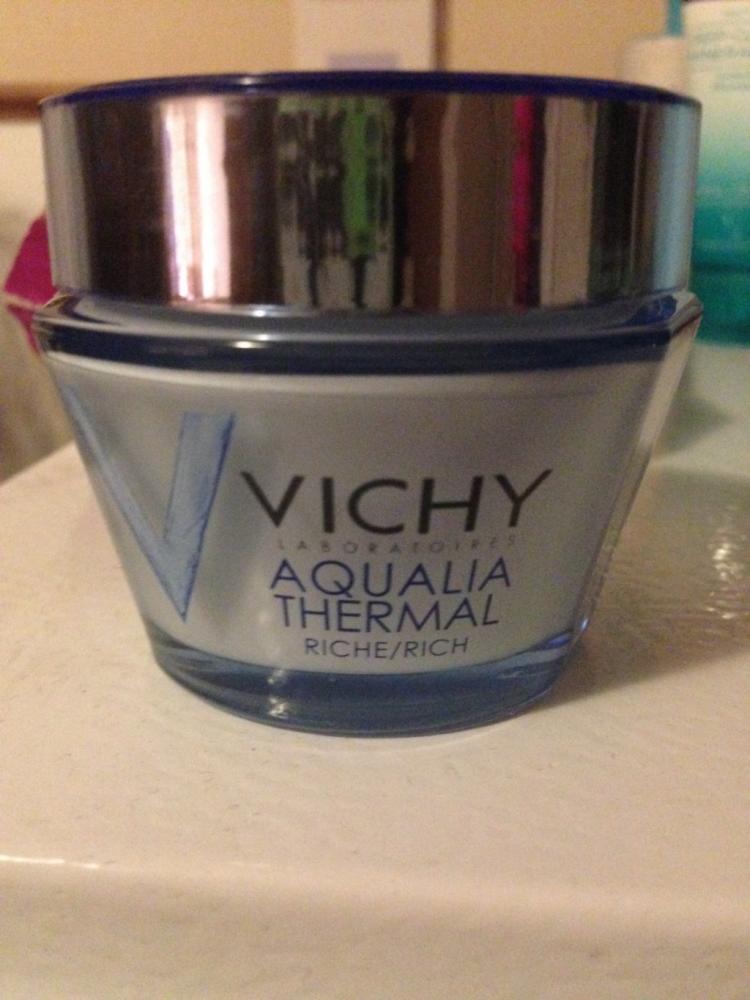 VICHY
LABORATOIRES
AQUALIA
THERMAL
RICHE/RICH